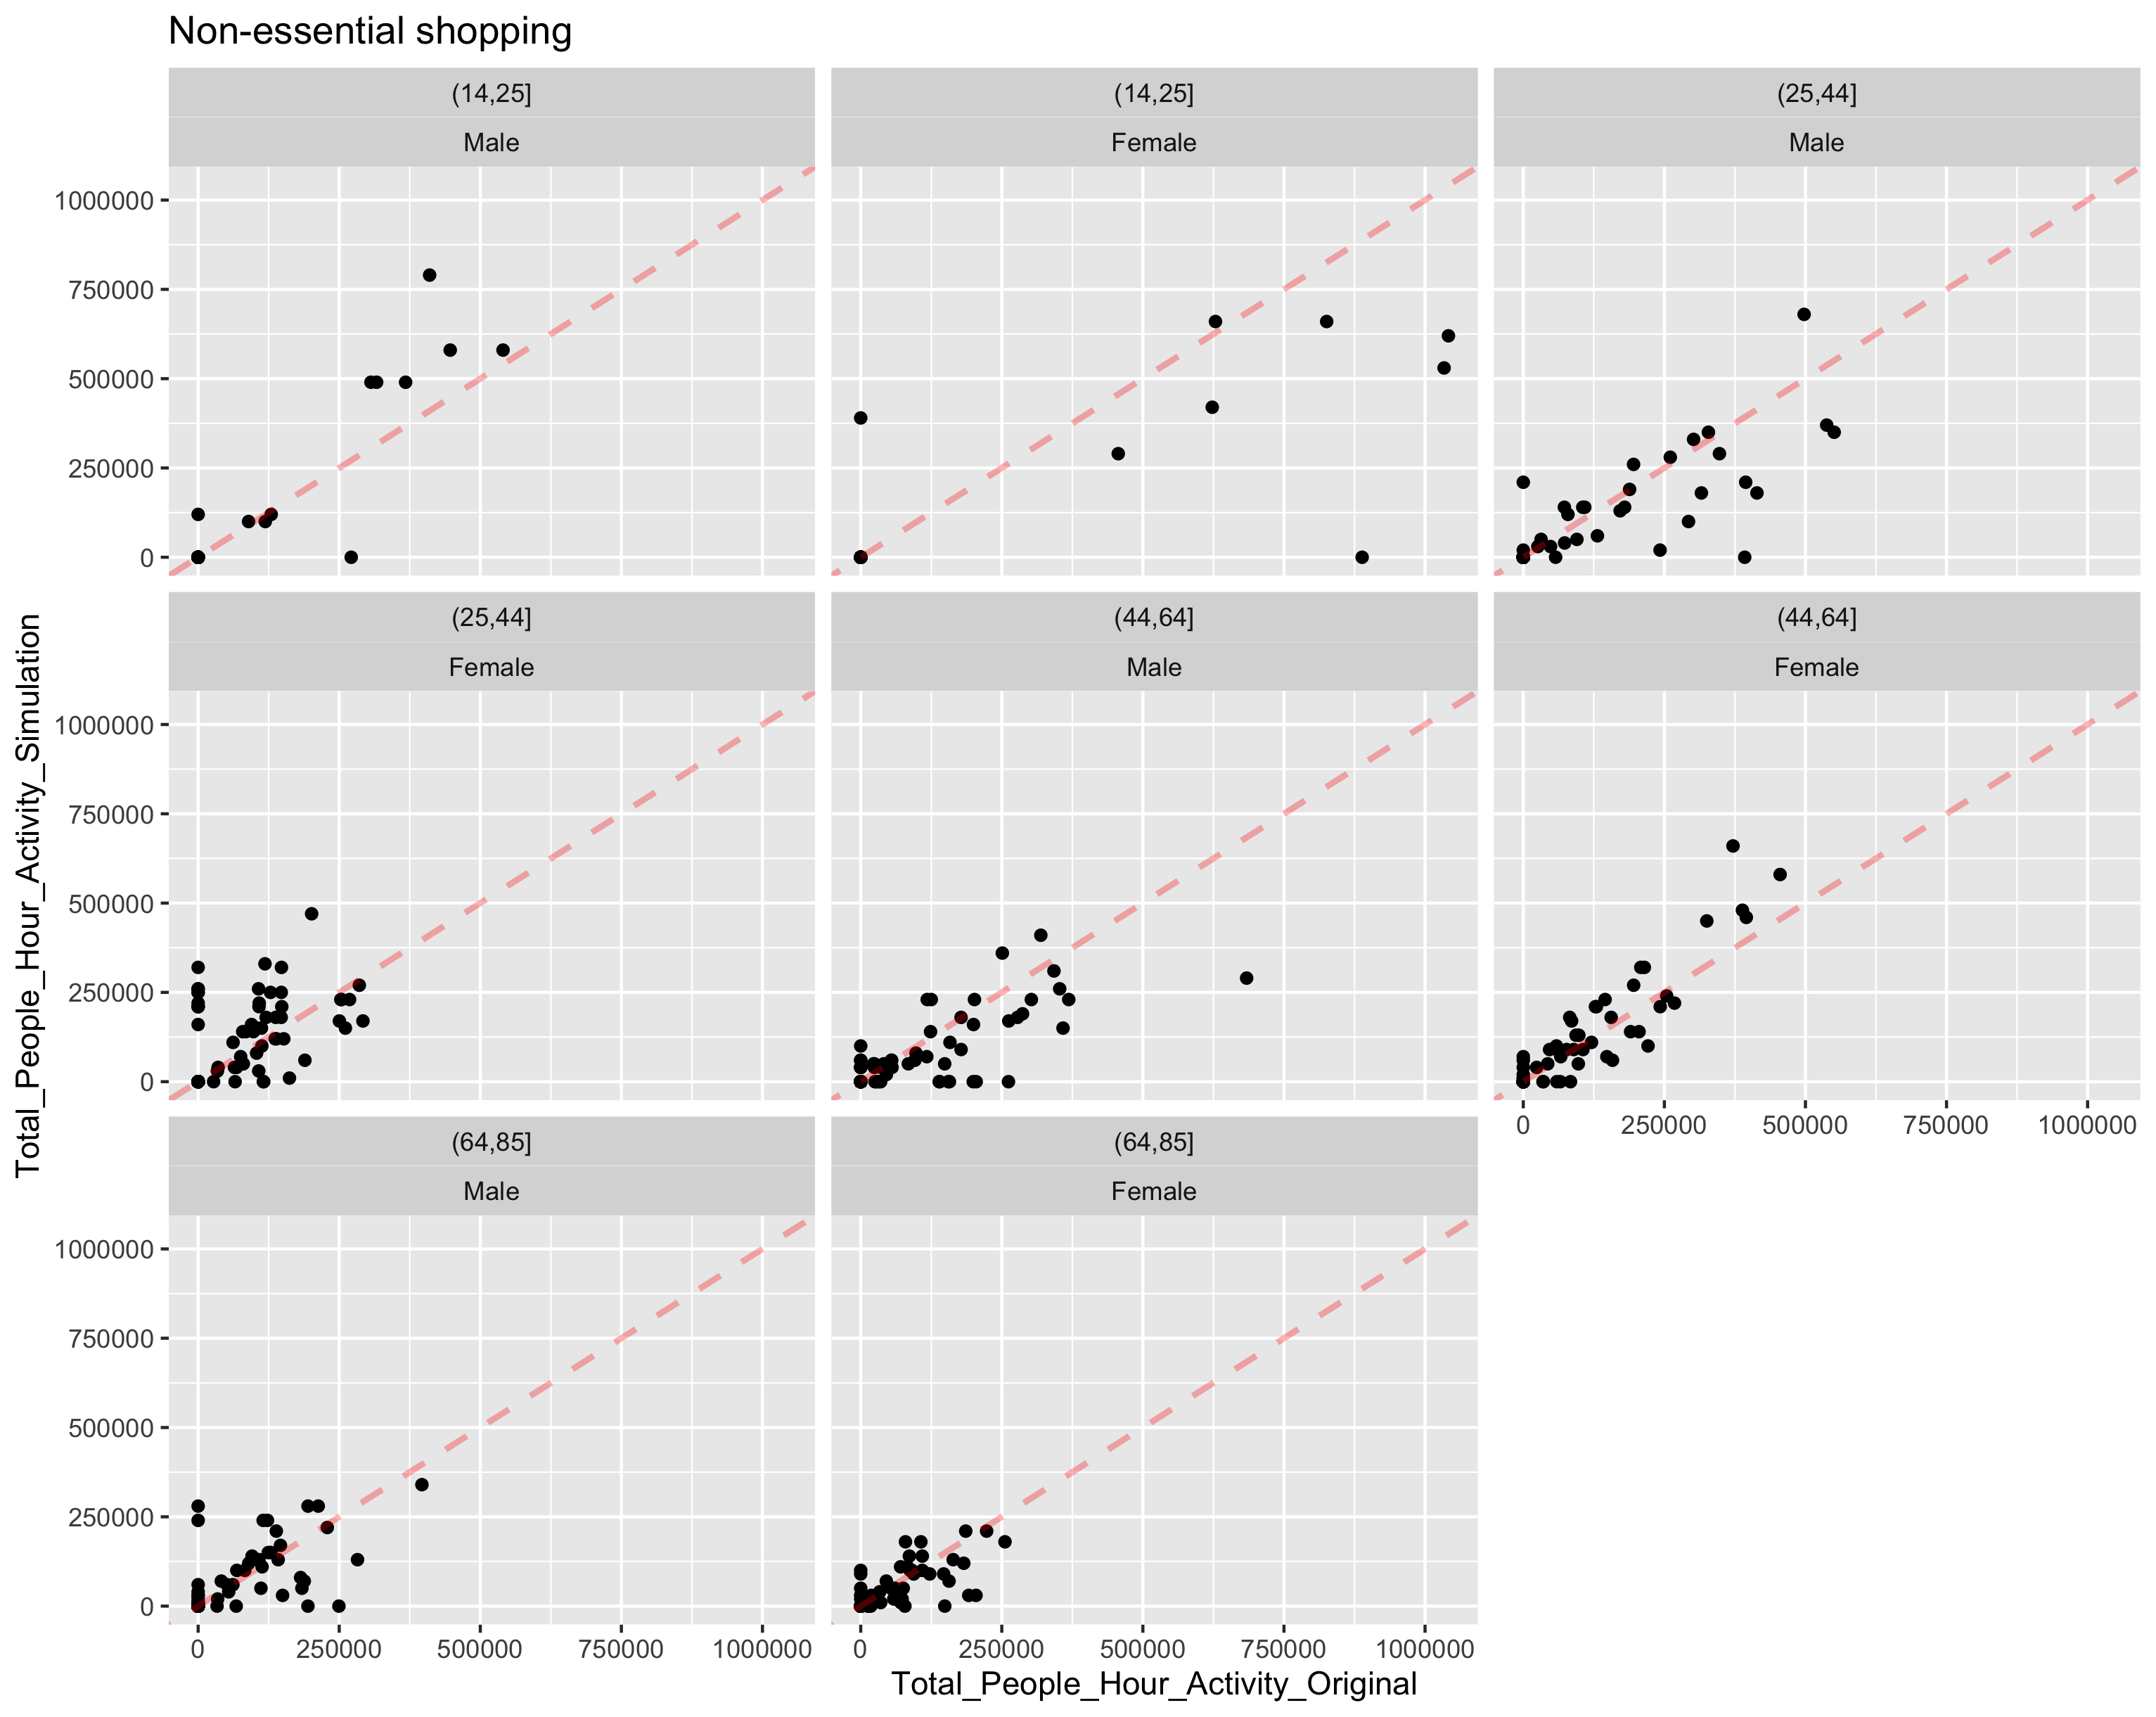 Non-essential shopping
(14,25]
(14,25]
(25,44]
Male
Female
Male
1000000
750000
500000
250000
0
(25,44]
(44,64]
(44,64]
Female
Male
Female
1000000
750000
500000
250000
0
0 250000 500000 750000 1000000
(64,85]
(64,85]
Male
Female
1000000
750000
500000
250000
0
0 250000 500000 750000 1000000
0 250000 500000 750000 1000000
Total_People_Hour_Activity_Original
Total_People_Hour_Activity_Simulation